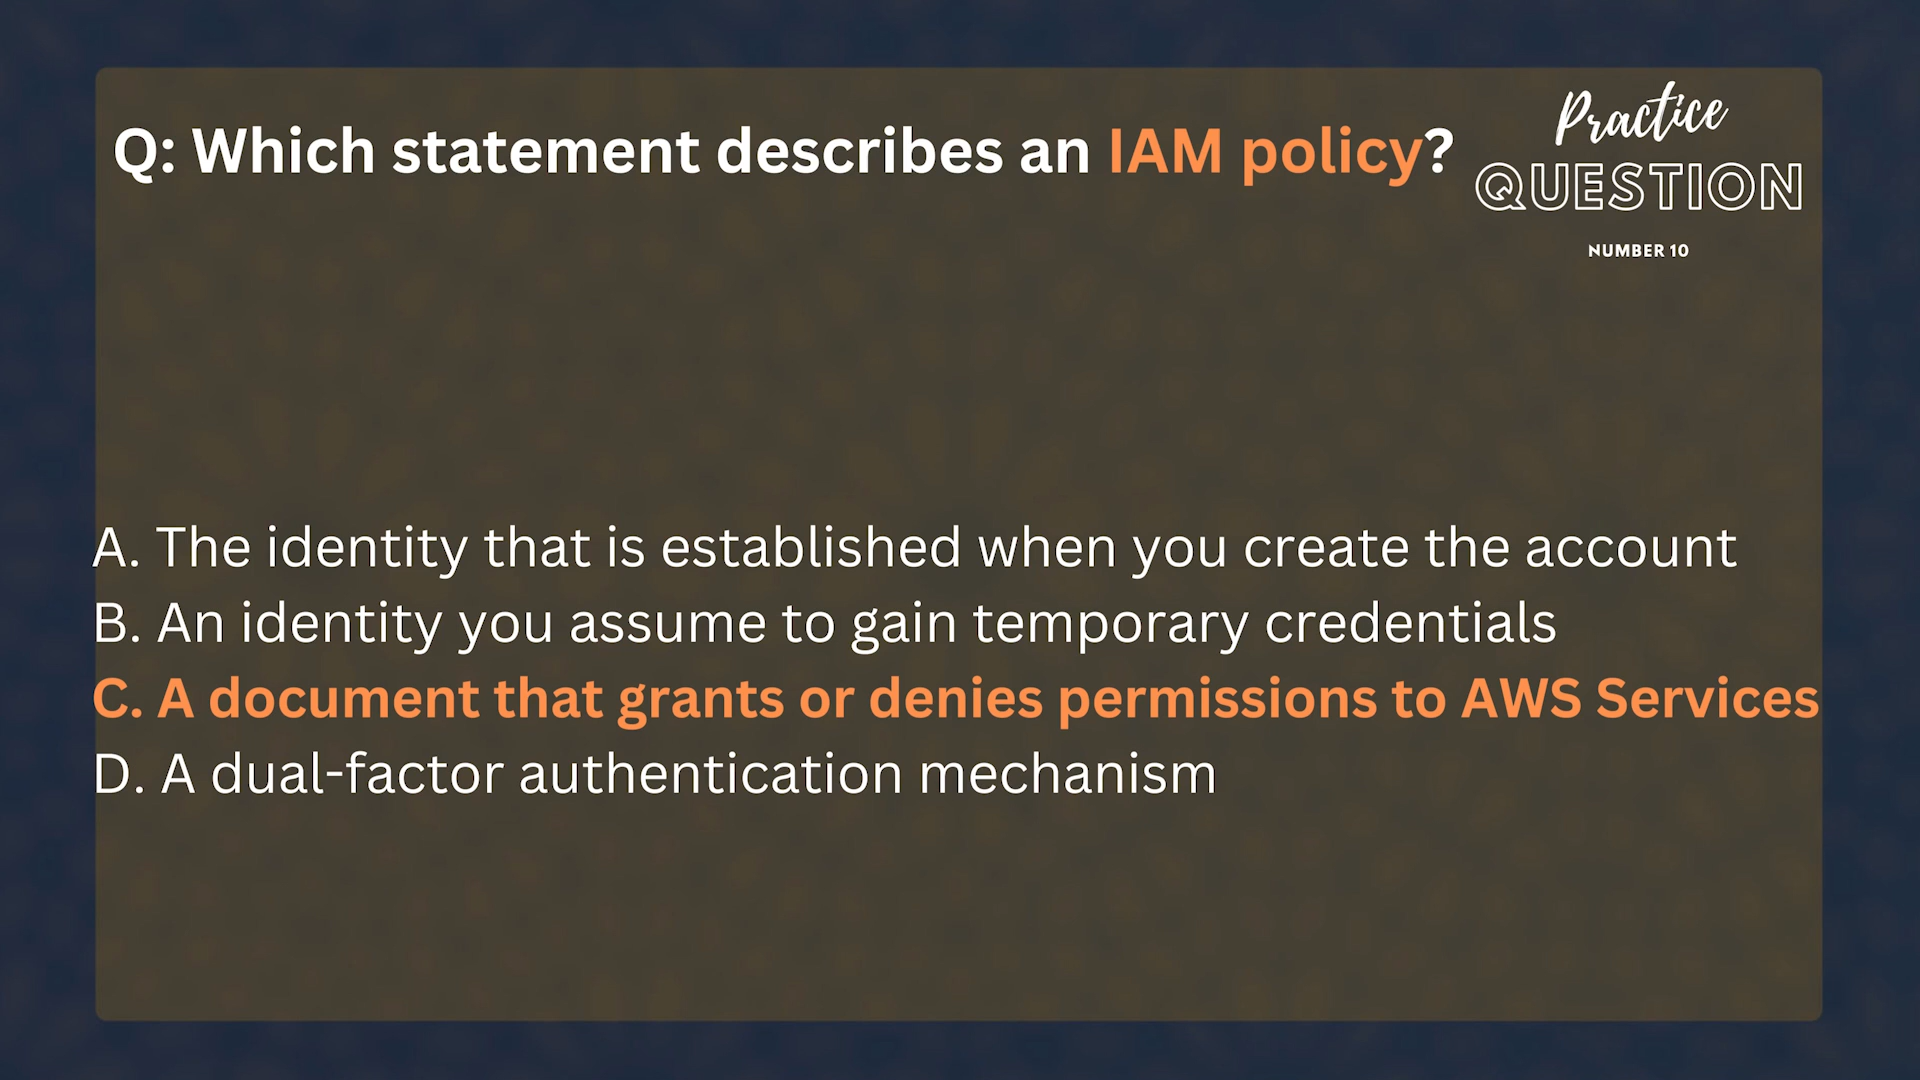 Q: Which statement describes an IAM policy?
Practice
QUESTION
NUMBER 10
A. The identity that is established when you create the account
B. An identity you assume to gain temporary credentials
C. A document that grants or denies permissions to AWS Services
D. A dual-factor authentication mechanism